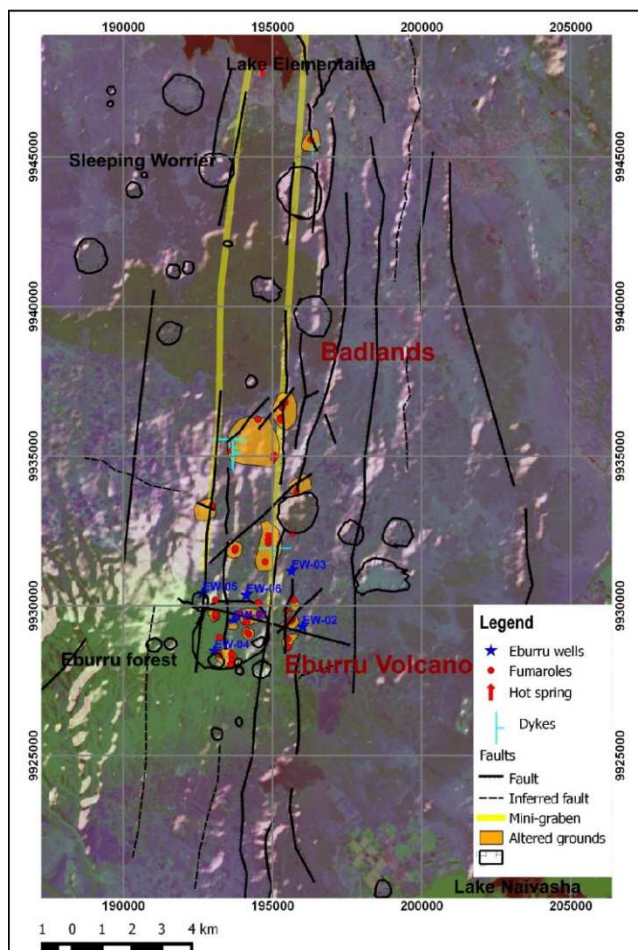 190000 195000 200000 205000
Lake Elementaita
9945000 9945000
Sleeping Worrier
9940000 9940000
Badlands
9935000 9935000
EW-03
EW-05 EW-06
9930000 9930000
EW-02
EW-04
Eburru forest Eburru Volcano
Legend
Eburru wells
Fumaroles
Hot spring
Dykes
Faults
Fault
Inferred fault
Mini-graben
Altered grounds
9925000 9925000
Lake Naivasha
190000 195000 200000 205000
1 0 1 2 3 4 km